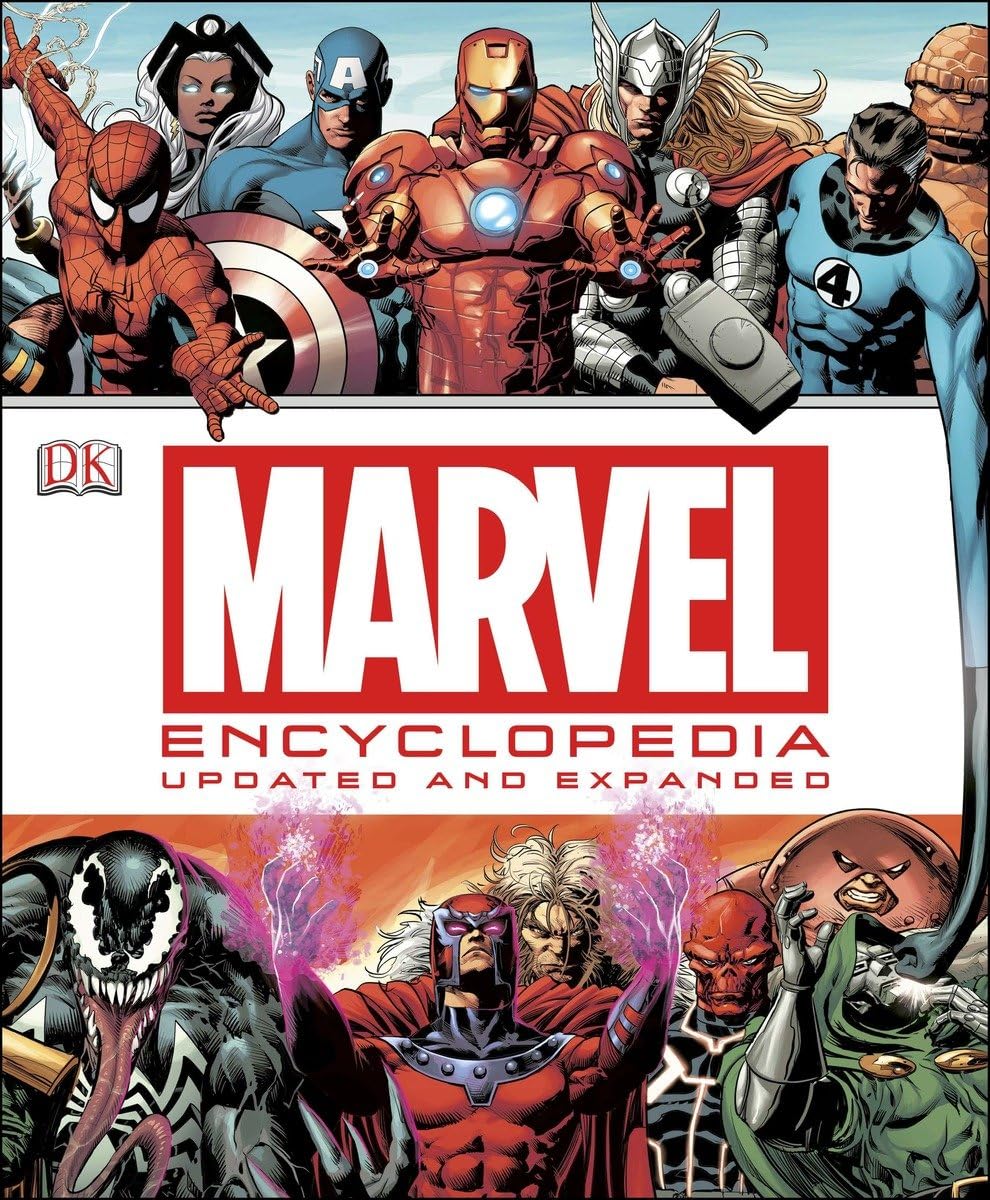 A
4
DK
MARVEL
ENCYCLOPEDIA
UPDATED AND EXPANDED